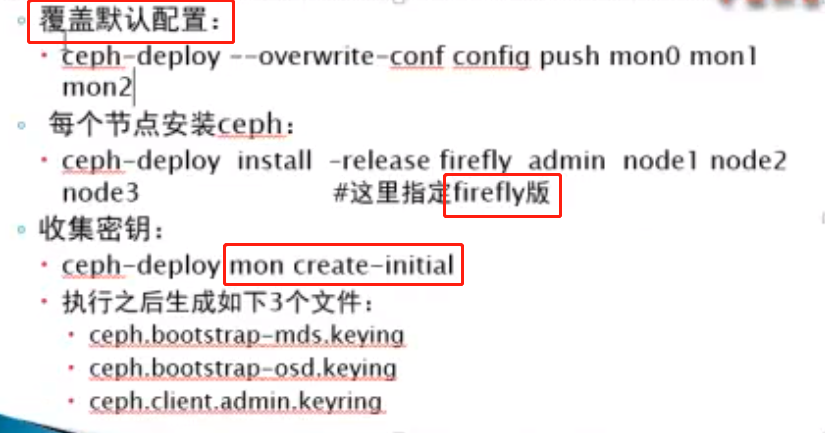 覆盖默认配置：
ceph-deploy --overwrite-conf config push mon0 mon1
mon2
每个节点安装ceph：
ceph-deploy install -release firefly admin node1 node2
node3 #这里指定firefly版
收集密钥：
ceph-deploy mon create-initial
执行之后生成如下3个文件：
ceph.bootstrap-mds.keying
ceph.bootstrap-osd.keying
ceph.client.admin.keyring